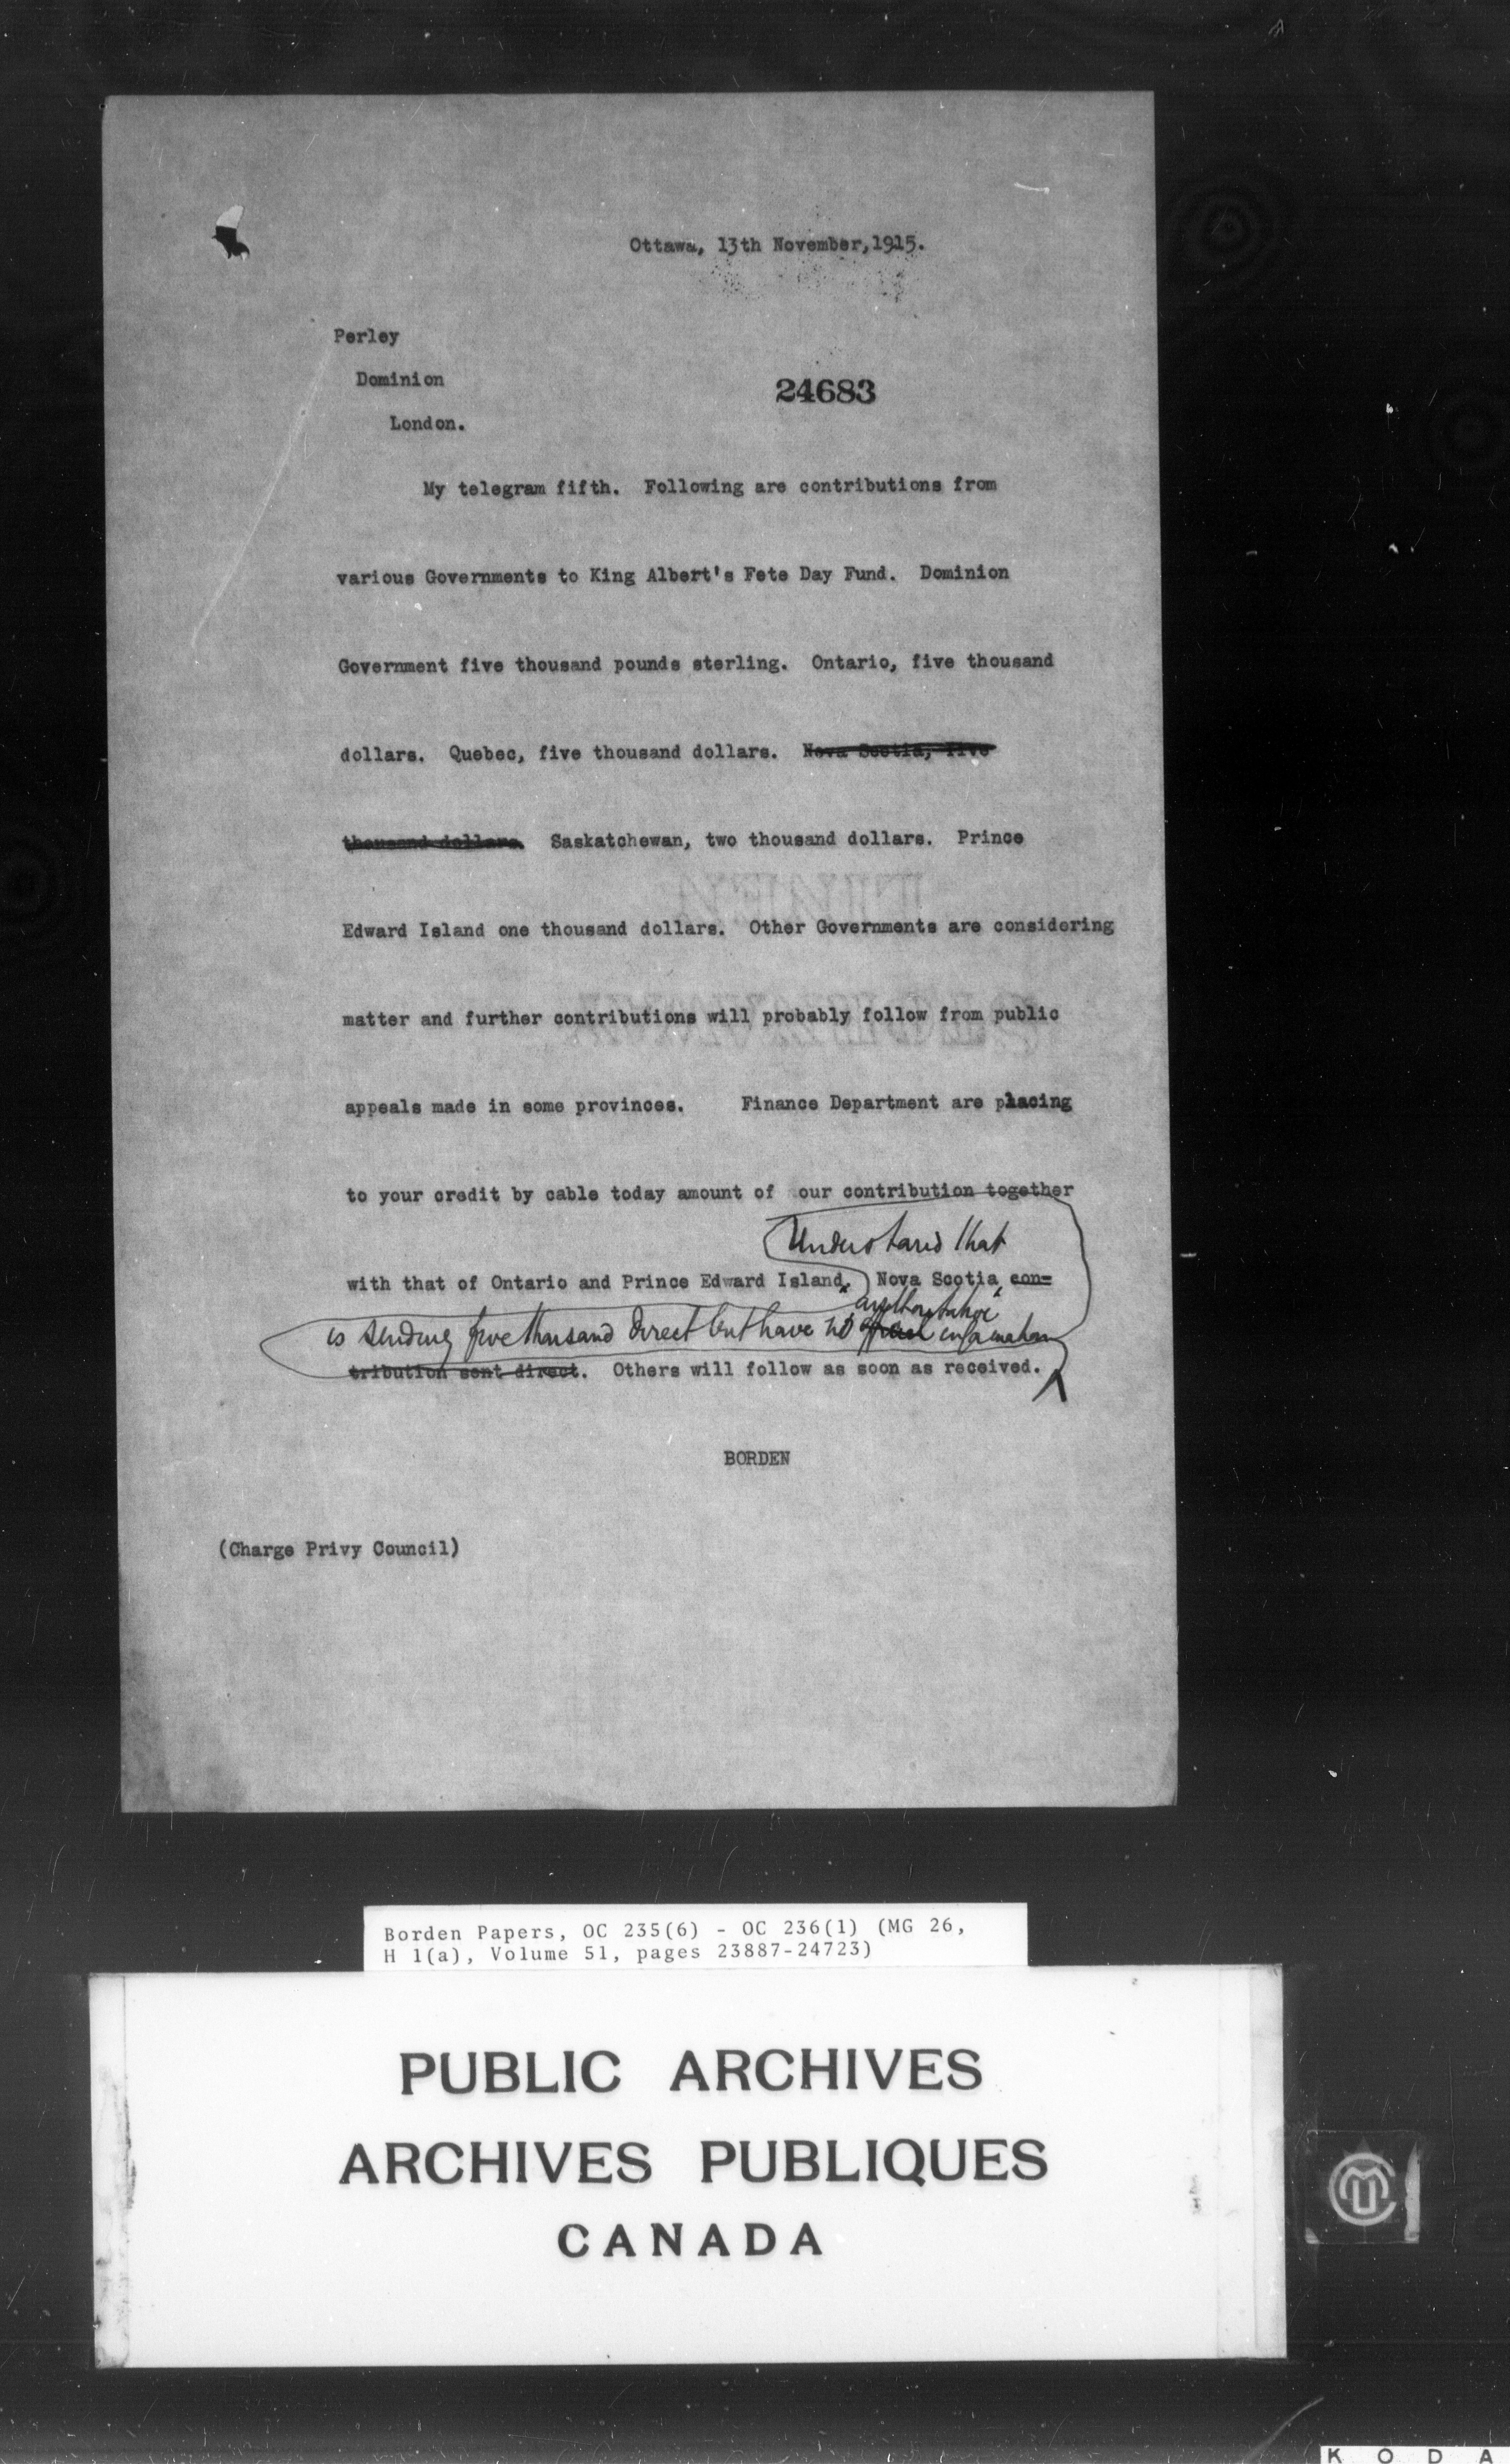 Ottawa, 13th November,1915.
Perley
Dominion
24683
London.
My telegram fifth. Following are contributions from
various Governments to King Albert's Fete Day Fund. Dominion
Government five thousand pounds sterling. Ontario, five thousand
dollars. Quebec, five thousand dollars. Nova Scotia, five
thousand dollars. Saskatchewan, two thousand dollars. Prince
Edward Island one thousand dollars. Other Governments are considering
matter and further contributions will probably follow from public
appeals made in some provinces. Finance Department are placing
to your credit by cable today amount of our contribution together
Understand that
with that of Ontario and Prince Edward Island. Nova Scotia con-
authoritative
is sending five thousand direct but have no information
tribution sent direct. Others will follow as soon as received.
BORDEN
(Charge Privy Council)
Borden Papers, OC 235(6) - OC 236(1) (MG 26,
H 1(a), Volume 51, pages 23887-24723)
PUBLIC ARCHIVES
ARCHIVES PUBLIQUES
CANADA
K O D A